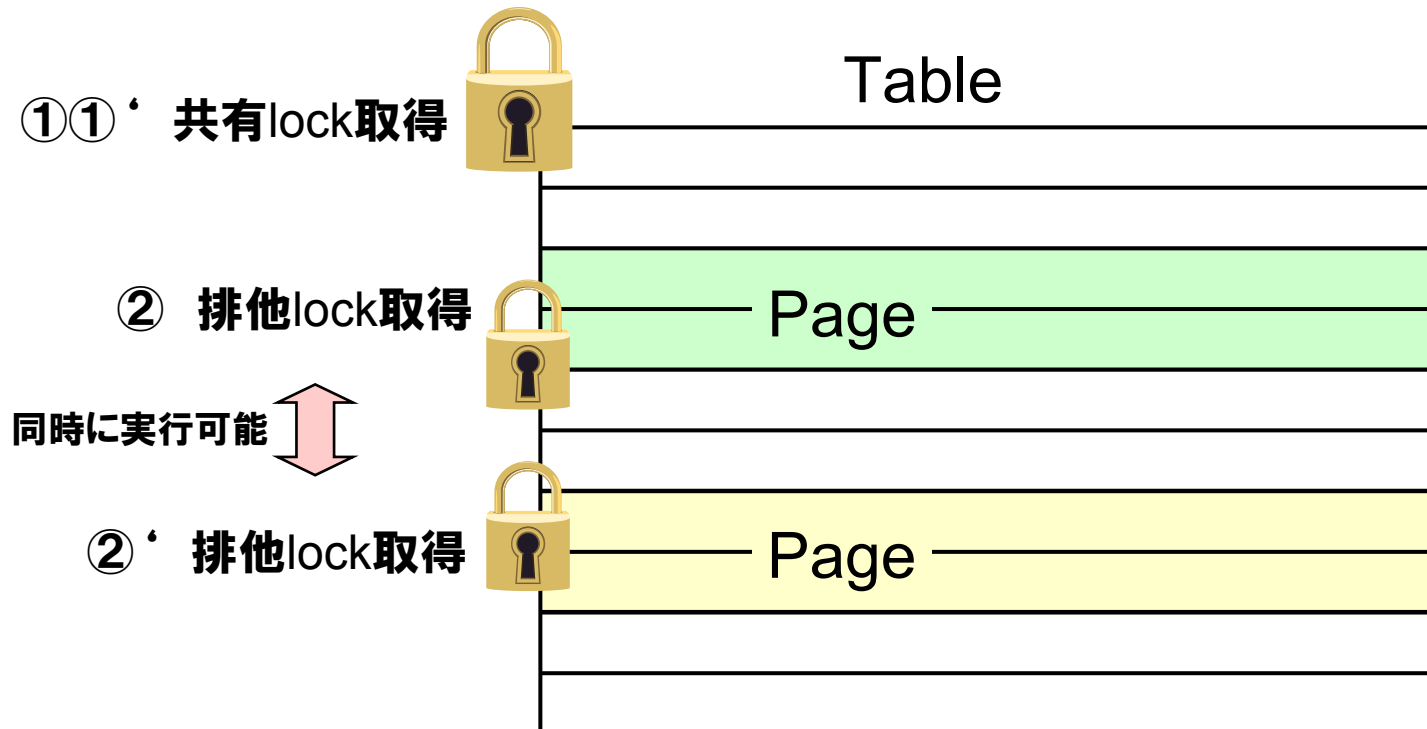 Table
①①‘ 共有lock取得
② 排他lock取得
Page
同時に実行可能
②‘ 排他lock取得
Page